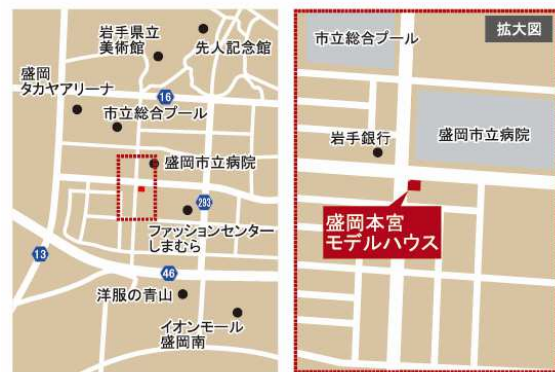 岩手県立
美術館
先人記念館
盛岡
タカヤアリーナ
16
市立総合プール
盛岡市立病院
293
ファッションセンター
しまむら
13
46
洋服の青山
イオンモール
盛岡南
拡大図
市立総合プール
盛岡市立病院
岩手銀行
盛岡本宮
モデルハウス